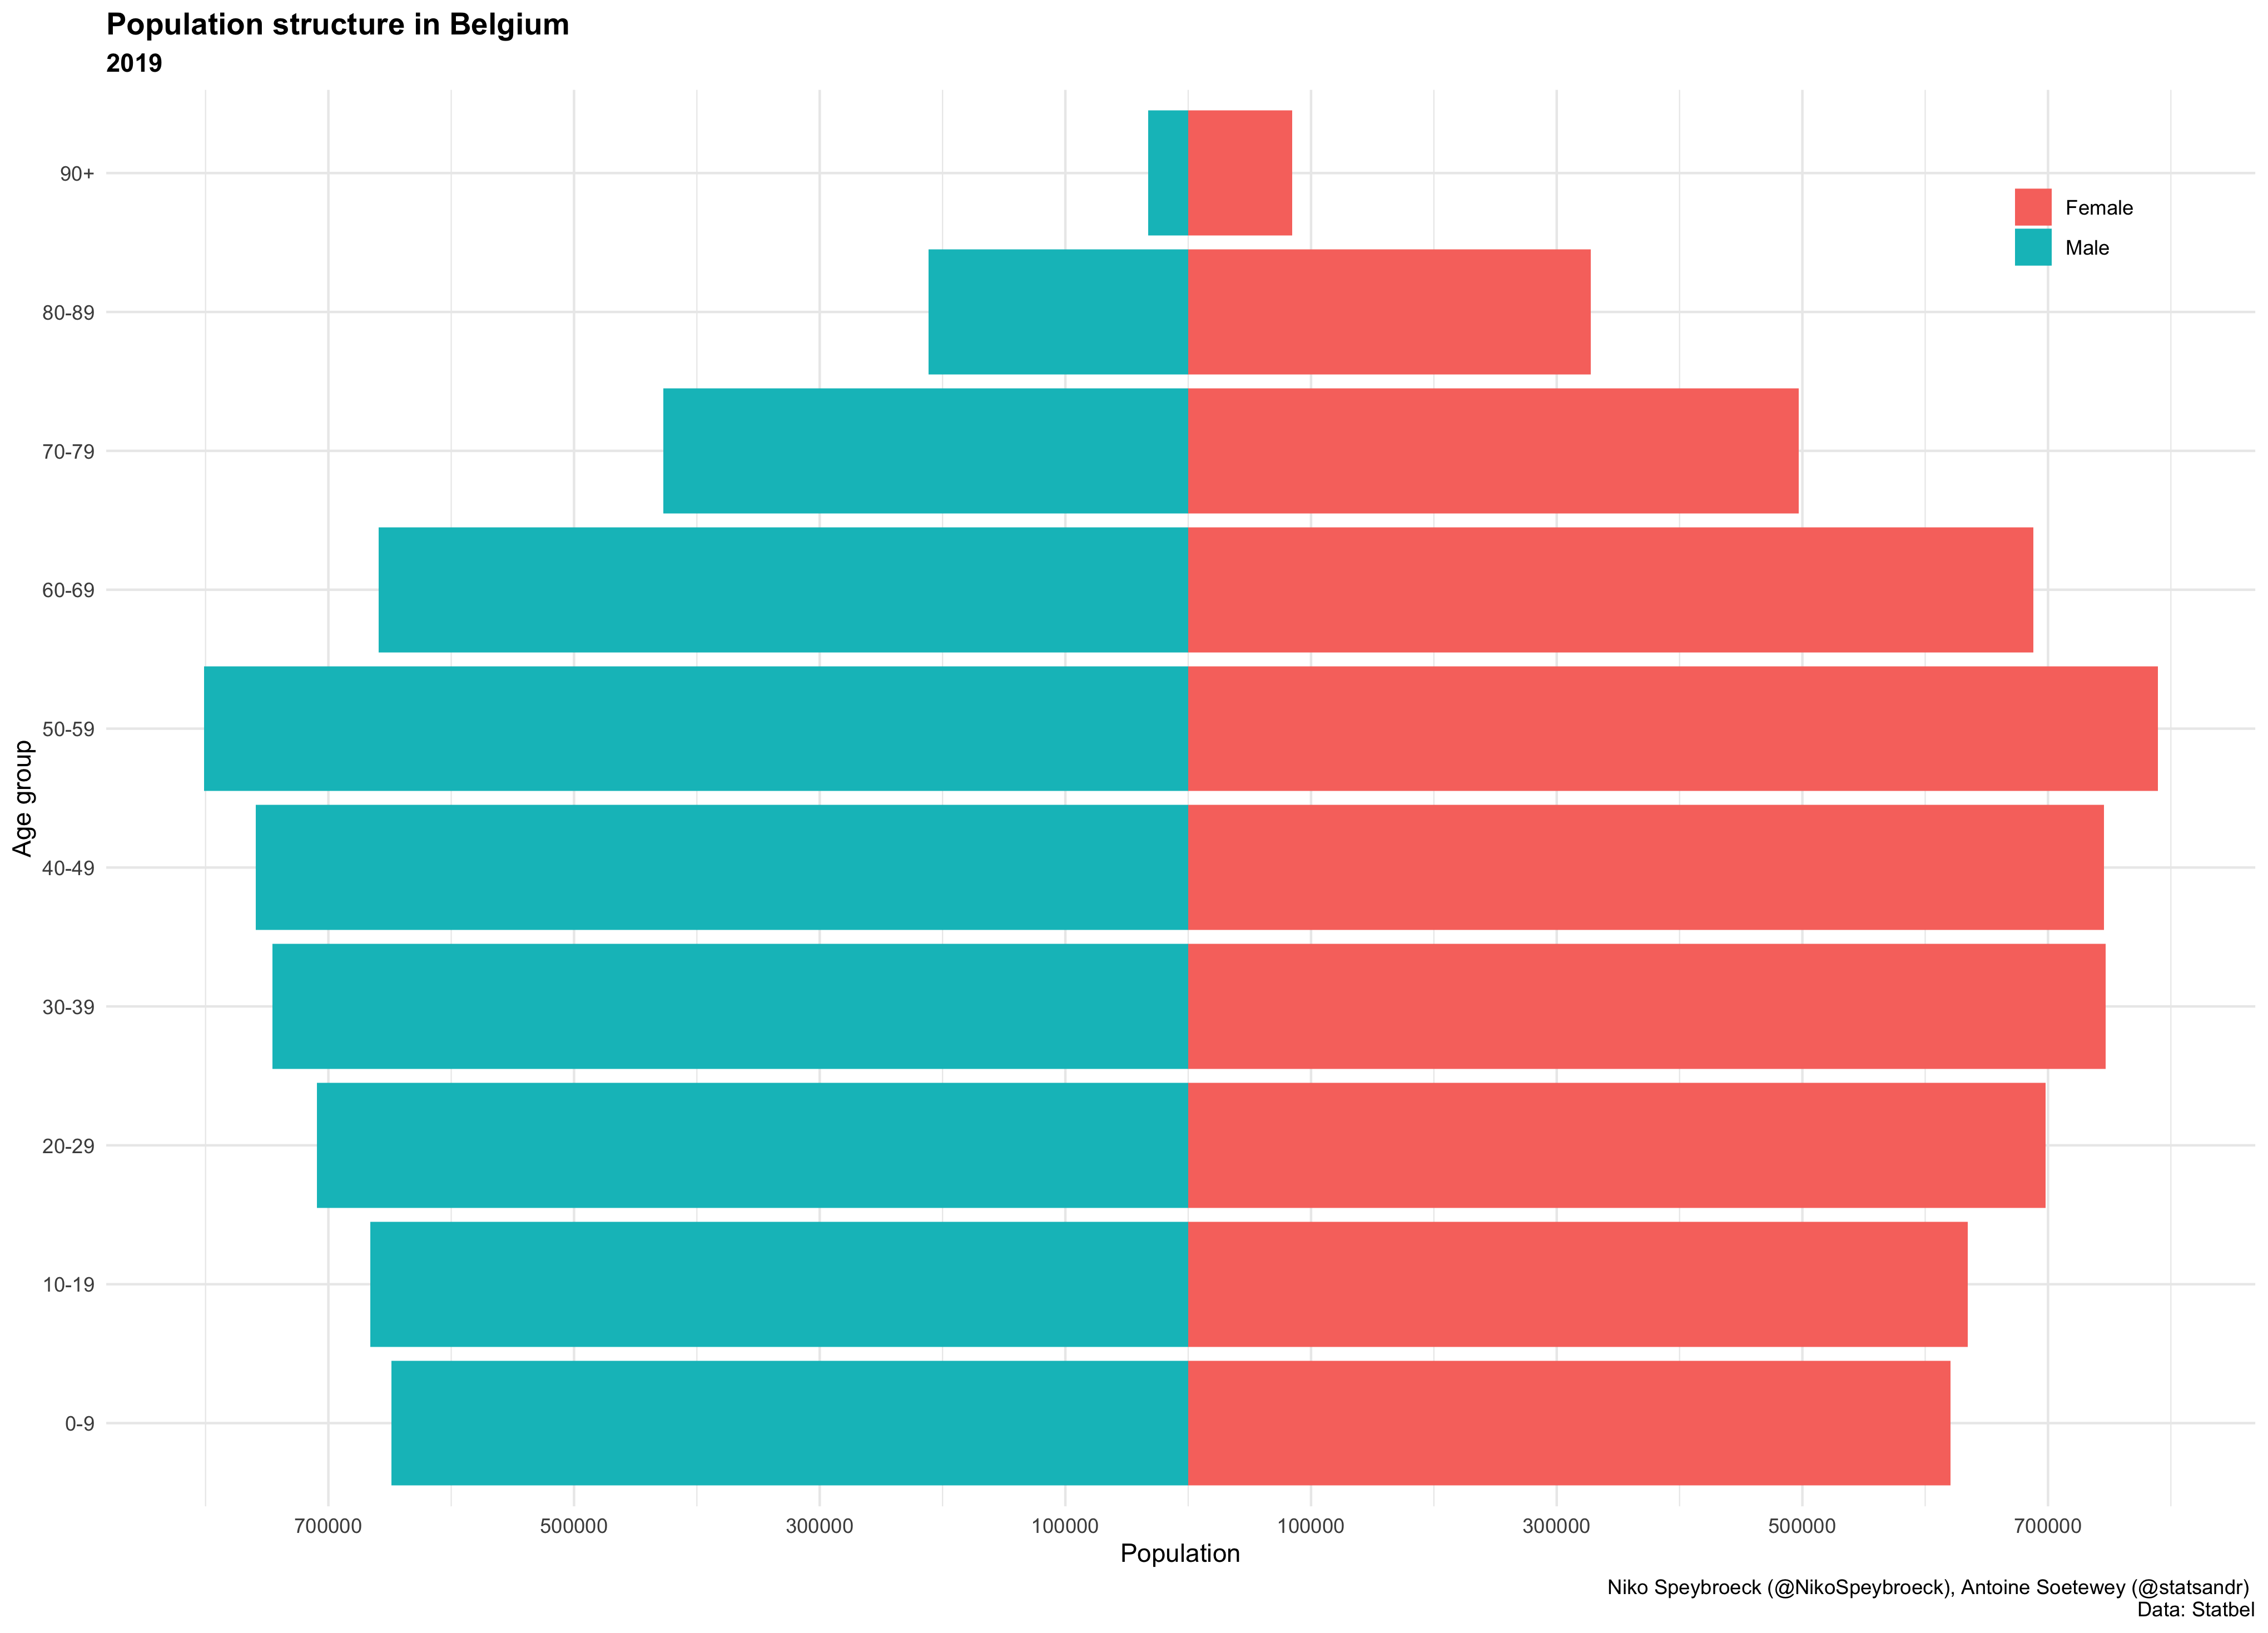 Population structure in Belgium
2019
90+
Female
Male
80-89
70-79
60-69
50-59
Age group
40-49
30-39
20-29
10-19
0-9
700000 500000 300000 100000 100000 300000 500000 700000
Population
Niko Speybroeck (@NikoSpeybroeck), Antoine Soetewey (@statsandr)
Data: Statbel